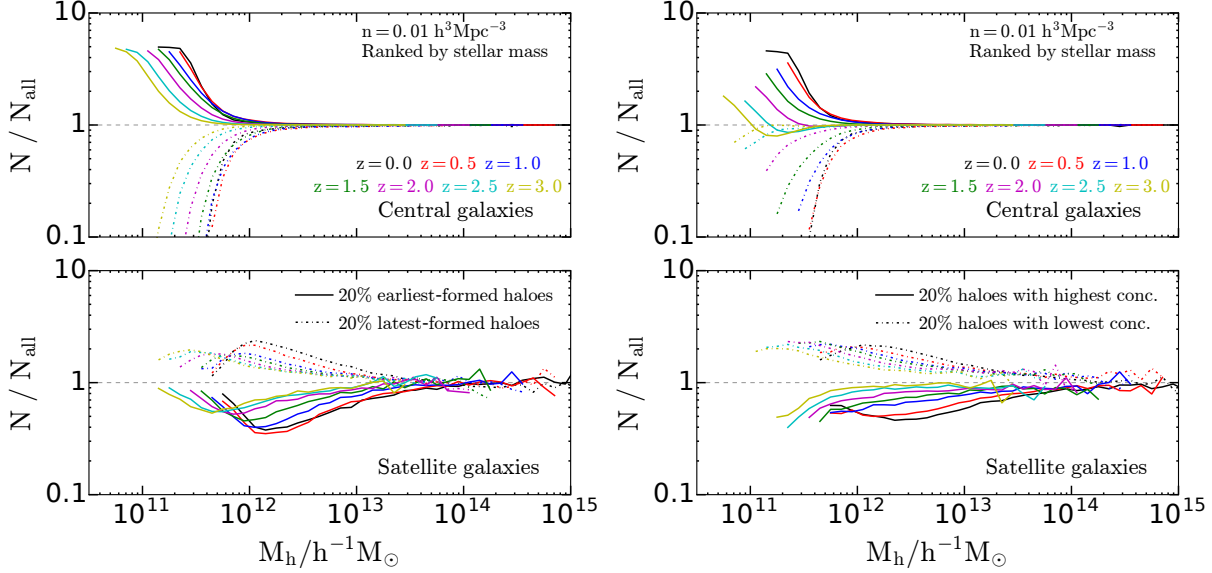 10
1
0.1
N / N_all
n = 0.01 h³Mpc⁻³
Ranked by stellar mass
z=0.0 z=0.5 z=1.0
z=1.5 z=2.0 z=2.5 z=3.0
Central galaxies
10
1
0.1
N / N_all
20% earliest-formed haloes
20% latest-formed haloes
Satellite galaxies
10¹¹ 10¹² 10¹³ 10¹⁴ 10¹⁵
M_h/h⁻¹M_⊙
10
1
0.1
N / N_all
n = 0.01 h³Mpc⁻³
Ranked by stellar mass
z=0.0 z=0.5 z=1.0
z=1.5 z=2.0 z=2.5 z=3.0
Central galaxies
10
1
0.1
N / N_all
20% haloes with highest conc.
20% haloes with lowest conc.
Satellite galaxies
10¹¹ 10¹² 10¹³ 10¹⁴ 10¹⁵
M_h/h⁻¹M_⊙